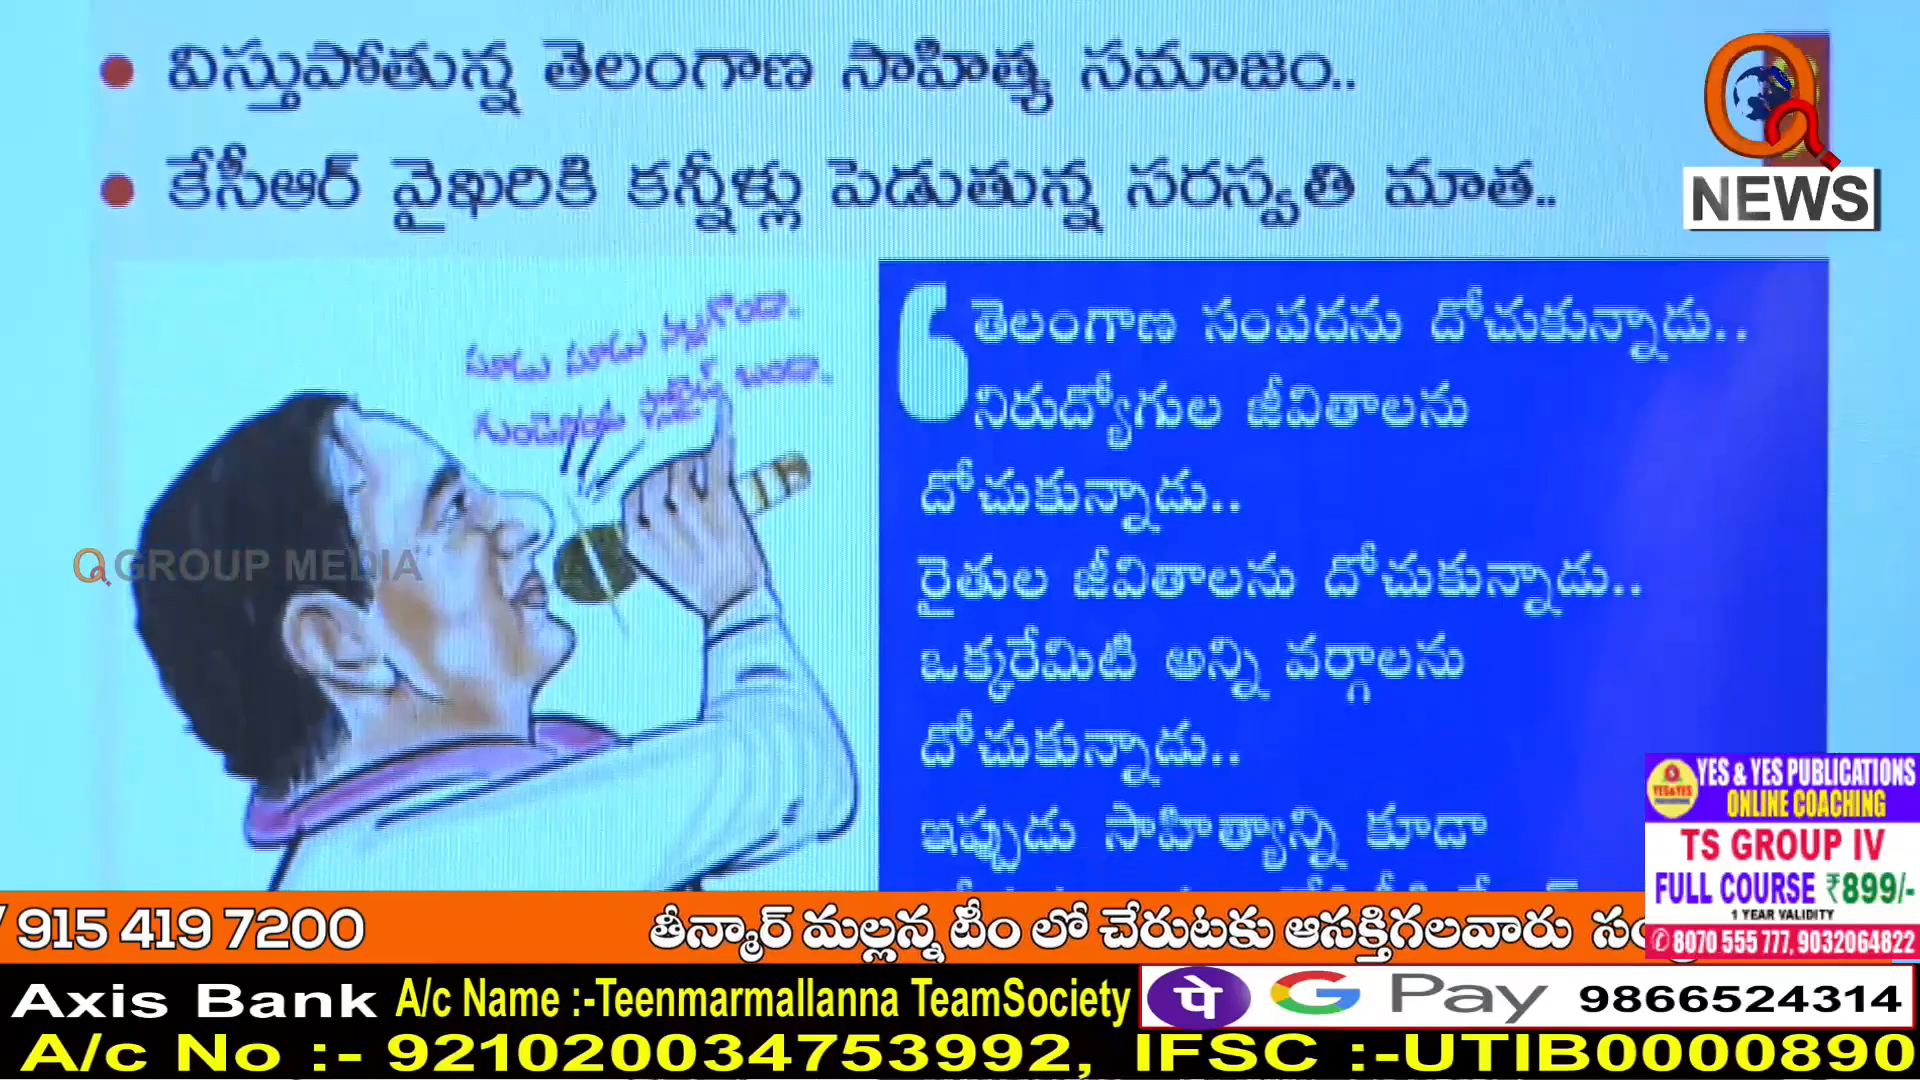 విస్తుపోతున్న తెలంగాణ సాహిత్య సమాజం..
కేసీఆర్ వైఖరికి కన్నీళ్లు పెడుతున్న సరస్వతి మాత..
NEWS
సూడు సూడు నల్లగొండా..
గుండెనిండా ఫ్లోరైడ్ బండా..
తెలంగాణ సంపదను దోచుకున్నాడు..
నిరుద్యోగుల జీవితాలను
దోచుకున్నాడు..
రైతుల జీవితాలను దోచుకున్నాడు..
ఒక్కరేమిటి అన్ని వర్గాలను
దోచుకున్నాడు..
ఇప్పుడు సాహిత్యాన్ని కూడా
GROUP MEDIA
YES & YES PUBLICATIONS
ONLINE COACHING
TS GROUP IV
FULL COURSE ₹899/-
1 YEAR VALIDITY
8070 555 777, 9032064822
/ 915 419 7200 తీన్మార్ మల్లన్న టీం లో చేరుటకు ఆసక్తిగలవారు
Axis Bank A/c Name :-Teenmarmallanna TeamSociety पे G Pay 9866524314
A/c No :- 921020034753992, IFSC :-UTIB0000890